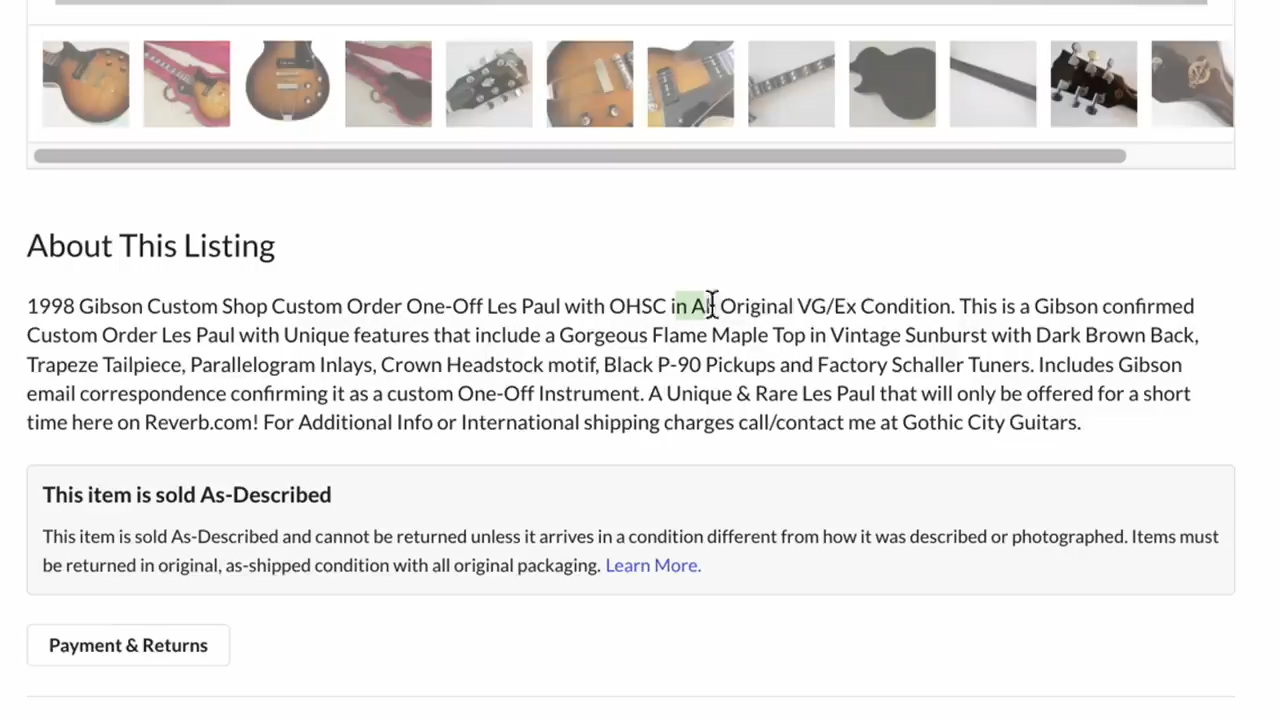 About This Listing
1998 Gibson Custom Shop Custom Order One-Off Les Paul with OHSC in All Original VG/Ex Condition. This is a Gibson confirmed
Custom Order Les Paul with Unique features that include a Gorgeous Flame Maple Top in Vintage Sunburst with Dark Brown Back,
Trapeze Tailpiece, Parallelogram Inlays, Crown Headstock motif, Black P-90 Pickups and Factory Schaller Tuners. Includes Gibson
email correspondence confirming it as a custom One-Off Instrument. A Unique & Rare Les Paul that will only be offered for a short
time here on Reverb.com! For Additional Info or International shipping charges call/contact me at Gothic City Guitars.
This item is sold As-Described
This item is sold As-Described and cannot be returned unless it arrives in a condition different from how it was described or photographed. Items must
be returned in original, as-shipped condition with all original packaging. Learn More.
Payment & Returns